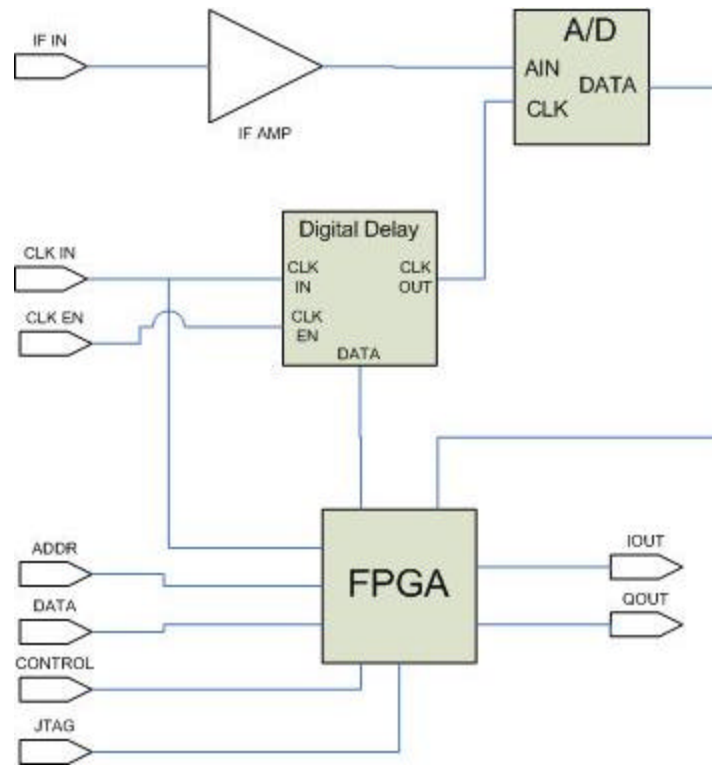 IF IN
IF AMP
A/D
AIN
DATA
CLK
Digital Delay
CLK IN
CLK
IN
CLK
OUT
CLK EN
CLK
EN
DATA
FPGA
ADDR
DATA
CONTROL
JTAG
IOUT
QOUT